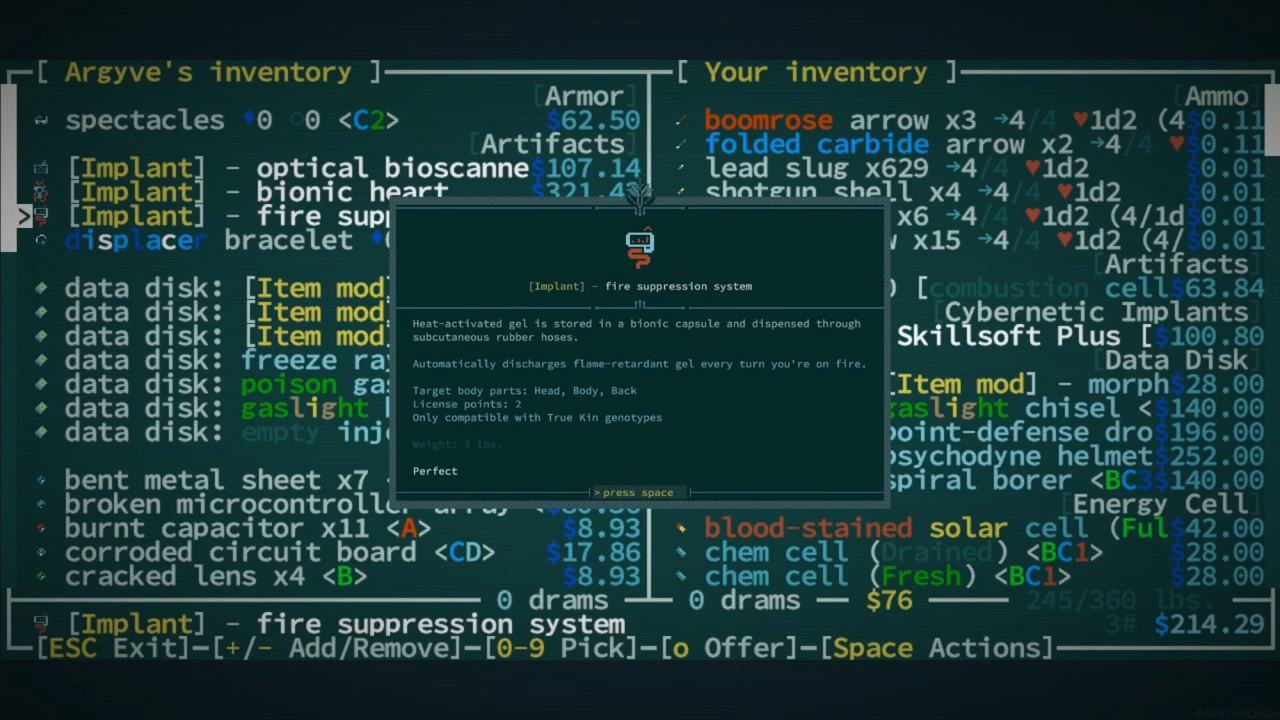 [ Argyve's inventory ]
[Armor]
spectacles ♦0 ○0 <C2> $62.50
[Artifacts]
[Implant] - optical bioscanne $107.14
[Implant] - bionic heart $321.4
> [Implant] - fire sup
displacer bracelet
data disk: [Item mod]
data disk: [Item mod]
data disk: [Item mod]
data disk: freeze ra
data disk: poison ga
data disk: gaslight
data disk: empty inj
bent metal sheet x7
broken microcontroller array
burnt capacitor x11 <A> $8.93
corroded circuit board <CD> $17.86
cracked lens x4 <B> $8.93
0 drams
[ Your inventory ]
[Ammo]
boomrose arrow x3 →4/4 ♥1d2 (4 $0.11
folded carbide arrow x2 →4/4 ♥ $0.11
lead slug x629 →4/4 ♥1d2 $0.01
shotgun shell x4 →4/4 ♥1d2 $0.01
x6 →4/4 ♥1d2 (4/1d $0.01
x15 →4/4 ♥1d2 (4/ $0.01
[Artifacts]
[combustion cell $63.84
[Cybernetic Implants]
Skillsoft Plus [ $100.80
[Data Disk]
[Item mod] - morph $28.00
gaslight chisel < $140.00
point-defense dro $196.00
psychodyne helmet $252.00
spiral borer <BC3 $140.00
[Energy Cell]
blood-stained solar cell (Ful $42.00
chem cell (Drained) <BC1> $28.00
chem cell (Fresh) <BC1> $28.00
0 drams — $76 — 245/360 lbs.
[Implant] - fire suppression system
Heat-activated gel is stored in a bionic capsule and dispensed through
subcutaneous rubber hoses.
Automatically discharges flame-retardant gel every turn you're on fire.
Target body parts: Head, Body, Back
License points: 2
Only compatible with True Kin genotypes
Weight: 3 lbs.
Perfect
> press space
[Implant] - fire suppression system 3# $214.29
[ESC Exit]-[+/- Add/Remove]-[0-9 Pick]-[o Offer]-[Space Actions]